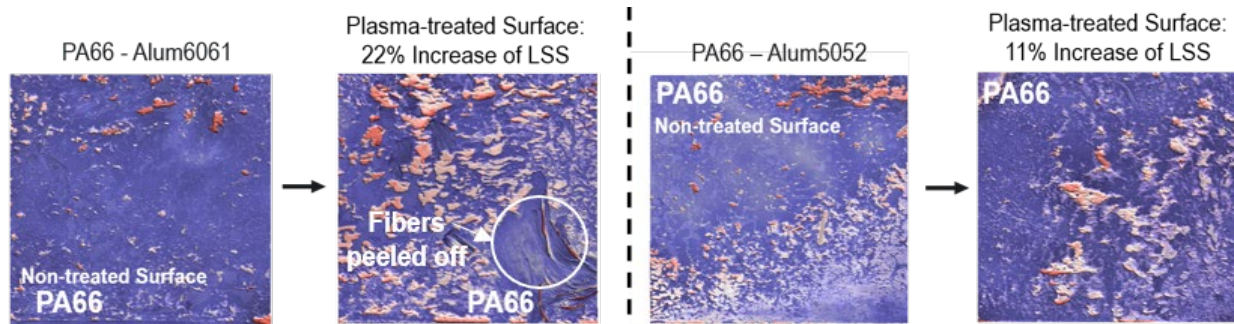 PA66 - Alum6061
Non-treated Surface
PA66
Plasma-treated Surface:
22% Increase of LSS
Fibers
peeled off
PA66
PA66 – Alum5052
PA66
Non-treated Surface
Plasma-treated Surface:
11% Increase of LSS
PA66